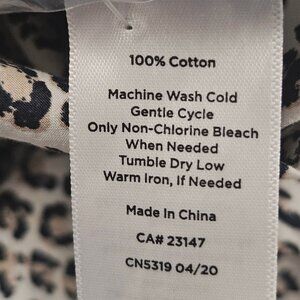 100% Cotton
Machine Wash Cold
Gentle Cycle
Only Non-Chlorine Bleach
When Needed
Tumble Dry Low
Warm Iron, If Needed
Made In China
CA# 23147
CN5319 04/20